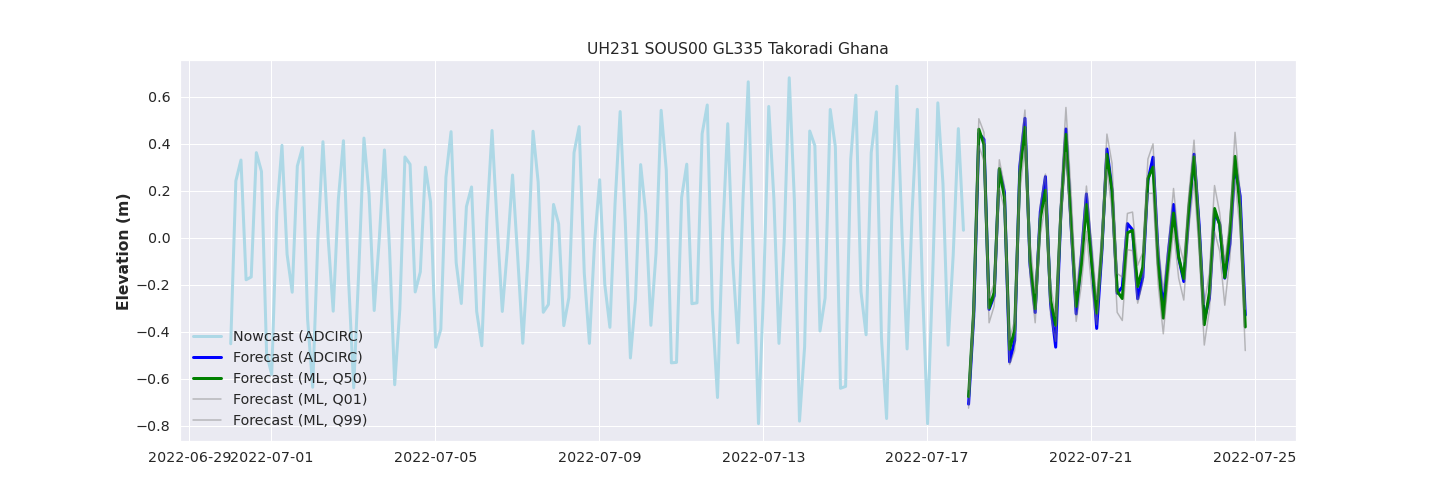 UH231 SOUS00 GL335 Takoradi Ghana
Elevation (m)
0.6
0.4
0.2
0.0
−0.2
−0.4
−0.6
−0.8
Nowcast (ADCIRC)
Forecast (ADCIRC)
Forecast (ML, Q50)
Forecast (ML, Q01)
Forecast (ML, Q99)
2022-06-29 2022-07-01 2022-07-05 2022-07-09 2022-07-13 2022-07-17 2022-07-21 2022-07-25